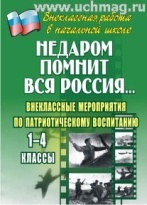 www.uchmag.ru
Внеклассная работа
в начальной школе
НЕДАРОМ
ПОМНИТ
ВСЯ РОССИЯ...
ВНЕКЛАССНЫЕ МЕРОПРИЯТИЯ
ПО ПАТРИОТИЧЕСКОМУ ВОСПИТАНИЮ
1–4
КЛАССЫ